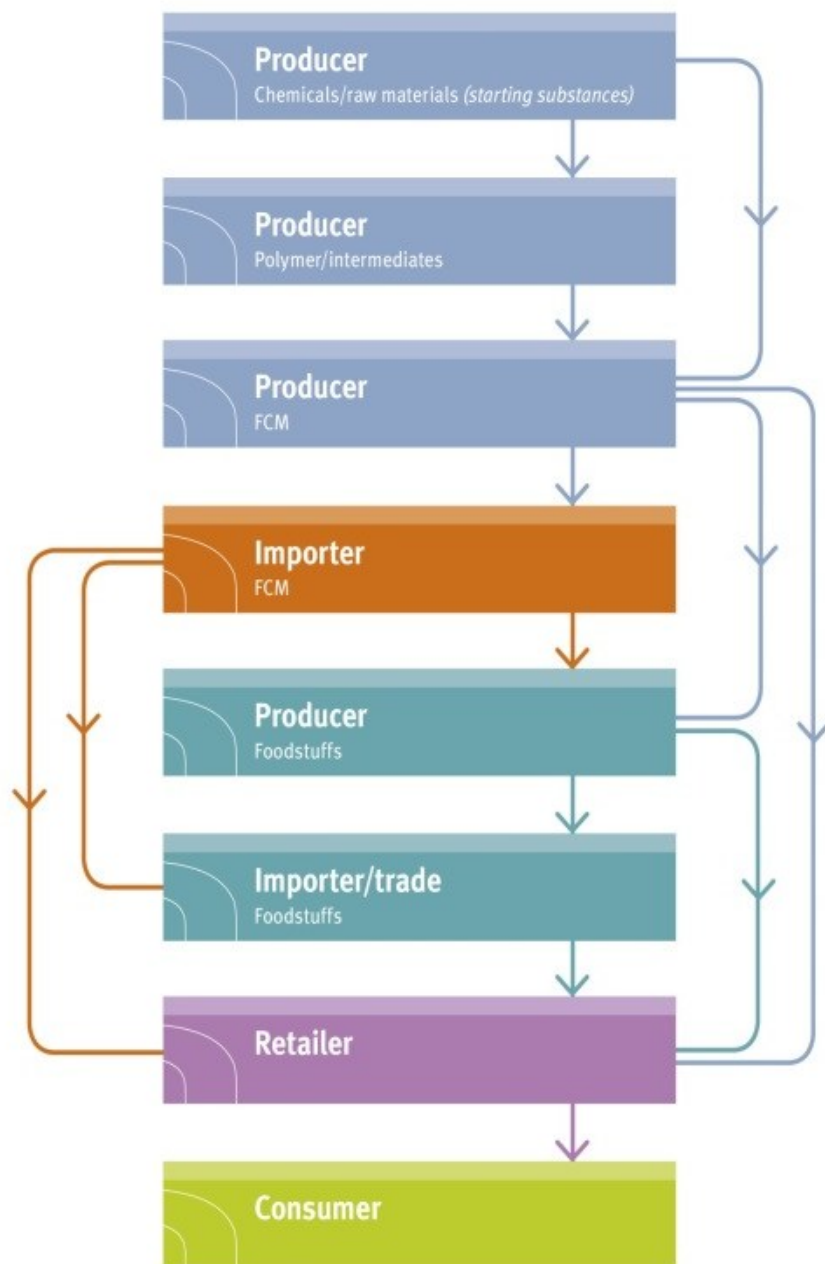 Producer
Chemicals/raw materials (starting substances)
Producer
Polymer/intermediates
Producer
FCM
Importer
FCM
Producer
Foodstuffs
Importer/trade
Foodstuffs
Retailer
Consumer